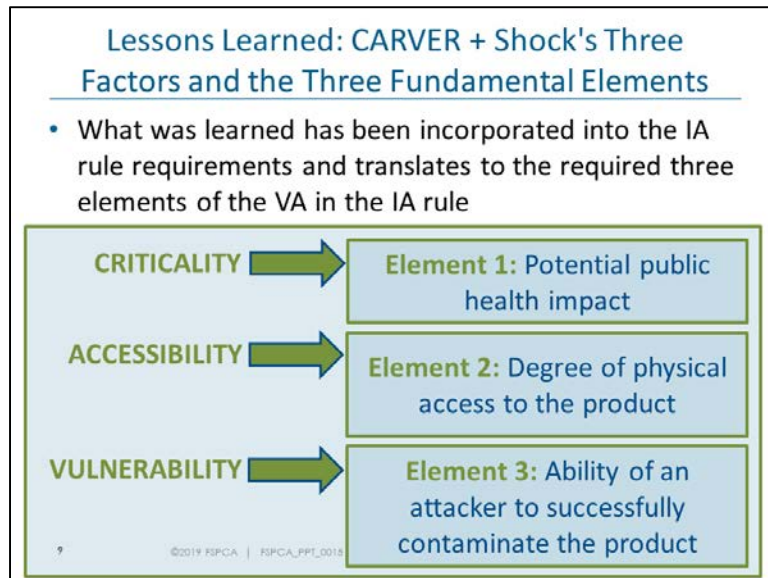 Lessons Learned: CARVER + Shock's Three
Factors and the Three Fundamental Elements
• What was learned has been incorporated into the IA
rule requirements and translates to the required three
elements of the VA in the IA rule
CRITICALITY
Element 1: Potential public
health impact
ACCESSIBILITY
Element 2: Degree of physical
access to the product
VULNERABILITY
Element 3: Ability of an
attacker to successfully
contaminate the product
9
©2019 FSPCA | FSPCA_PPT_0015